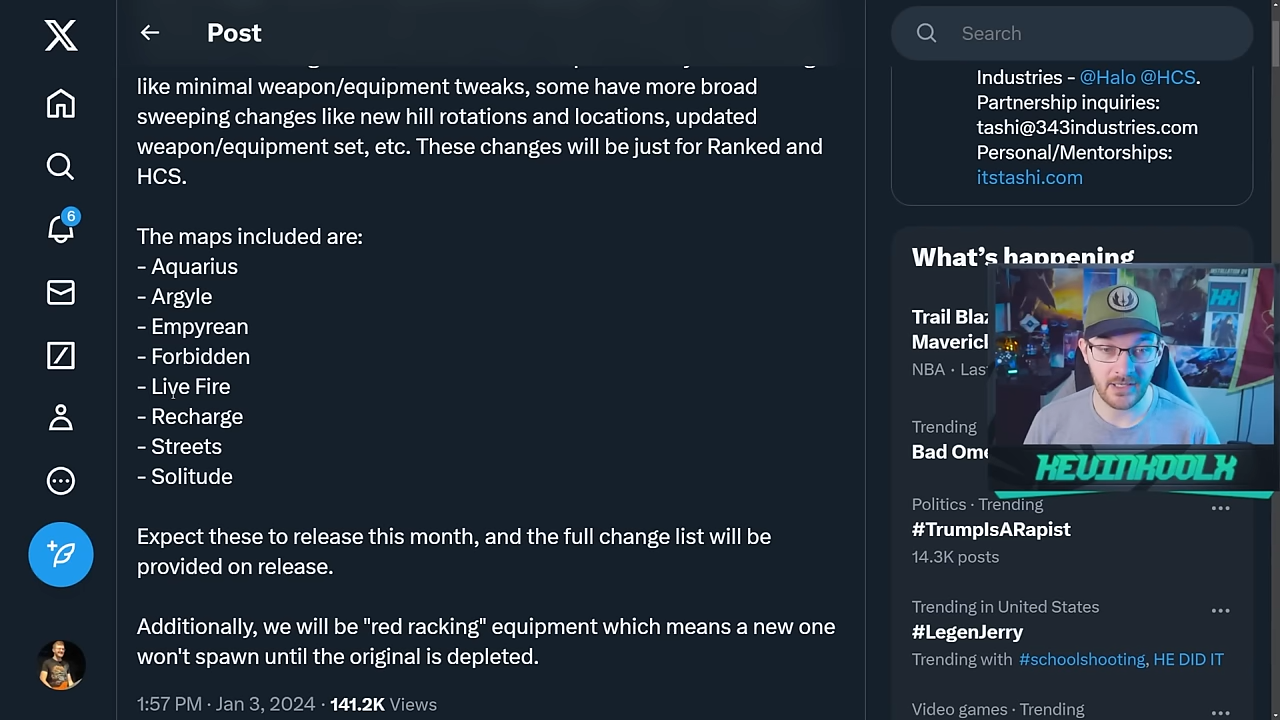 Post
like minimal weapon/equipment tweaks, some have more broad
sweeping changes like new hill rotations and locations, updated
weapon/equipment set, etc. These changes will be just for Ranked and
HCS.
The maps included are:
- Aquarius
- Argyle
- Empyrean
- Forbidden
- Live Fire
- Recharge
- Streets
- Solitude
Expect these to release this month, and the full change list will be
provided on release.
Additionally, we will be "red racking" equipment which means a new one
won't spawn until the original is depleted.
1:57 PM · Jan 3, 2024 · 141.2K Views
6
Search
Industries - @Halo @HCS.
Partnership inquiries:
tashi@343industries.com
Personal/Mentorships:
itstashi.com
What's happening
Trail Blaz
Maveric
NBA · Las
Trending
Bad Ome
KEVINKOOLX
Politics · Trending
#TrumpIsARapist
14.3K posts
Trending in United States
#LegenJerry
Trending with #schoolshooting, HE DID IT
Video games · Trending